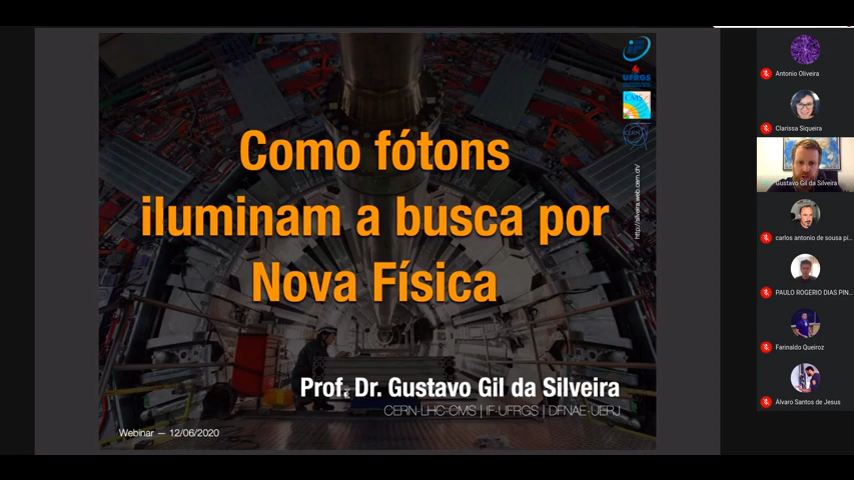 Como fótons
iluminam a busca por
Nova Física
Prof. Dr. Gustavo Gil da Silveira
CERN-LHC-CMS | IF-UFRGS | DFNAE-UERJ
Webinar — 12/06/2020
UFRGS
CMS
http://silveira.web.cern.ch/
Antonio Oliveira
Clarissa Siqueira
Gustavo Gil da Silveira
carlos antonio de sousa pi...
PAULO ROGERIO DIAS PIN...
Farinaldo Queiroz
Álvaro Santos de Jesus